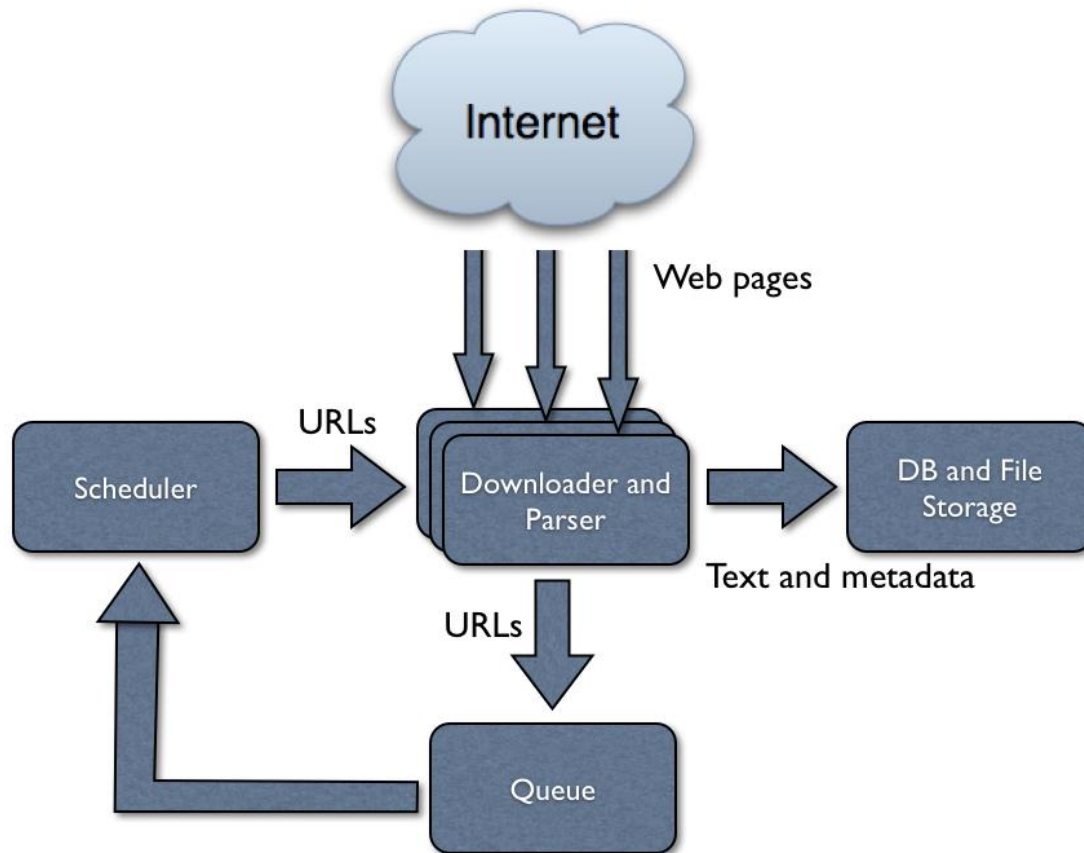 Internet
Web pages
URLs
Scheduler
Downloader and
Parser
DB and File
Storage
Text and metadata
URLs
Queue